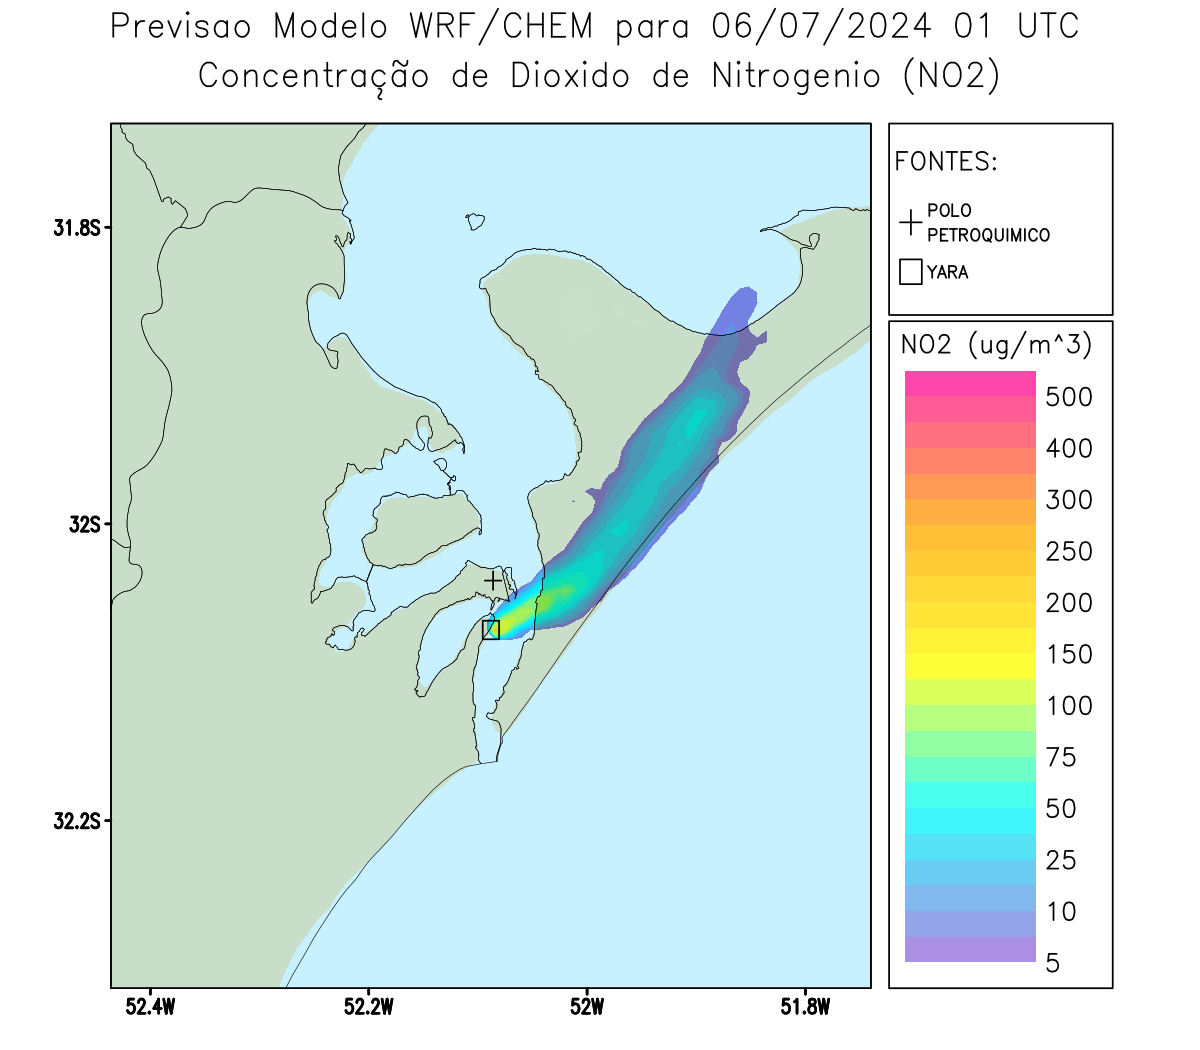 Previsao Modelo WRF/CHEM para 06/07/2024 01 UTC
Concentração de Dioxido de Nitrogenio (NO2)
FONTES:
POLO
PETROQUIMICO
YARA
NO2 (ug/m^3)
500
400
300
250
200
150
100
75
50
25
10
5
31.8S
32S
32.2S
52.4W
52.2W
52W
51.8W